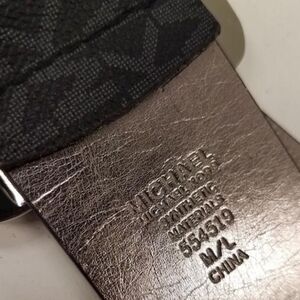 MICHAEL
MICHAEL KORS
SYNTHETIC
MATERIALS
554519
M/L
CHINA